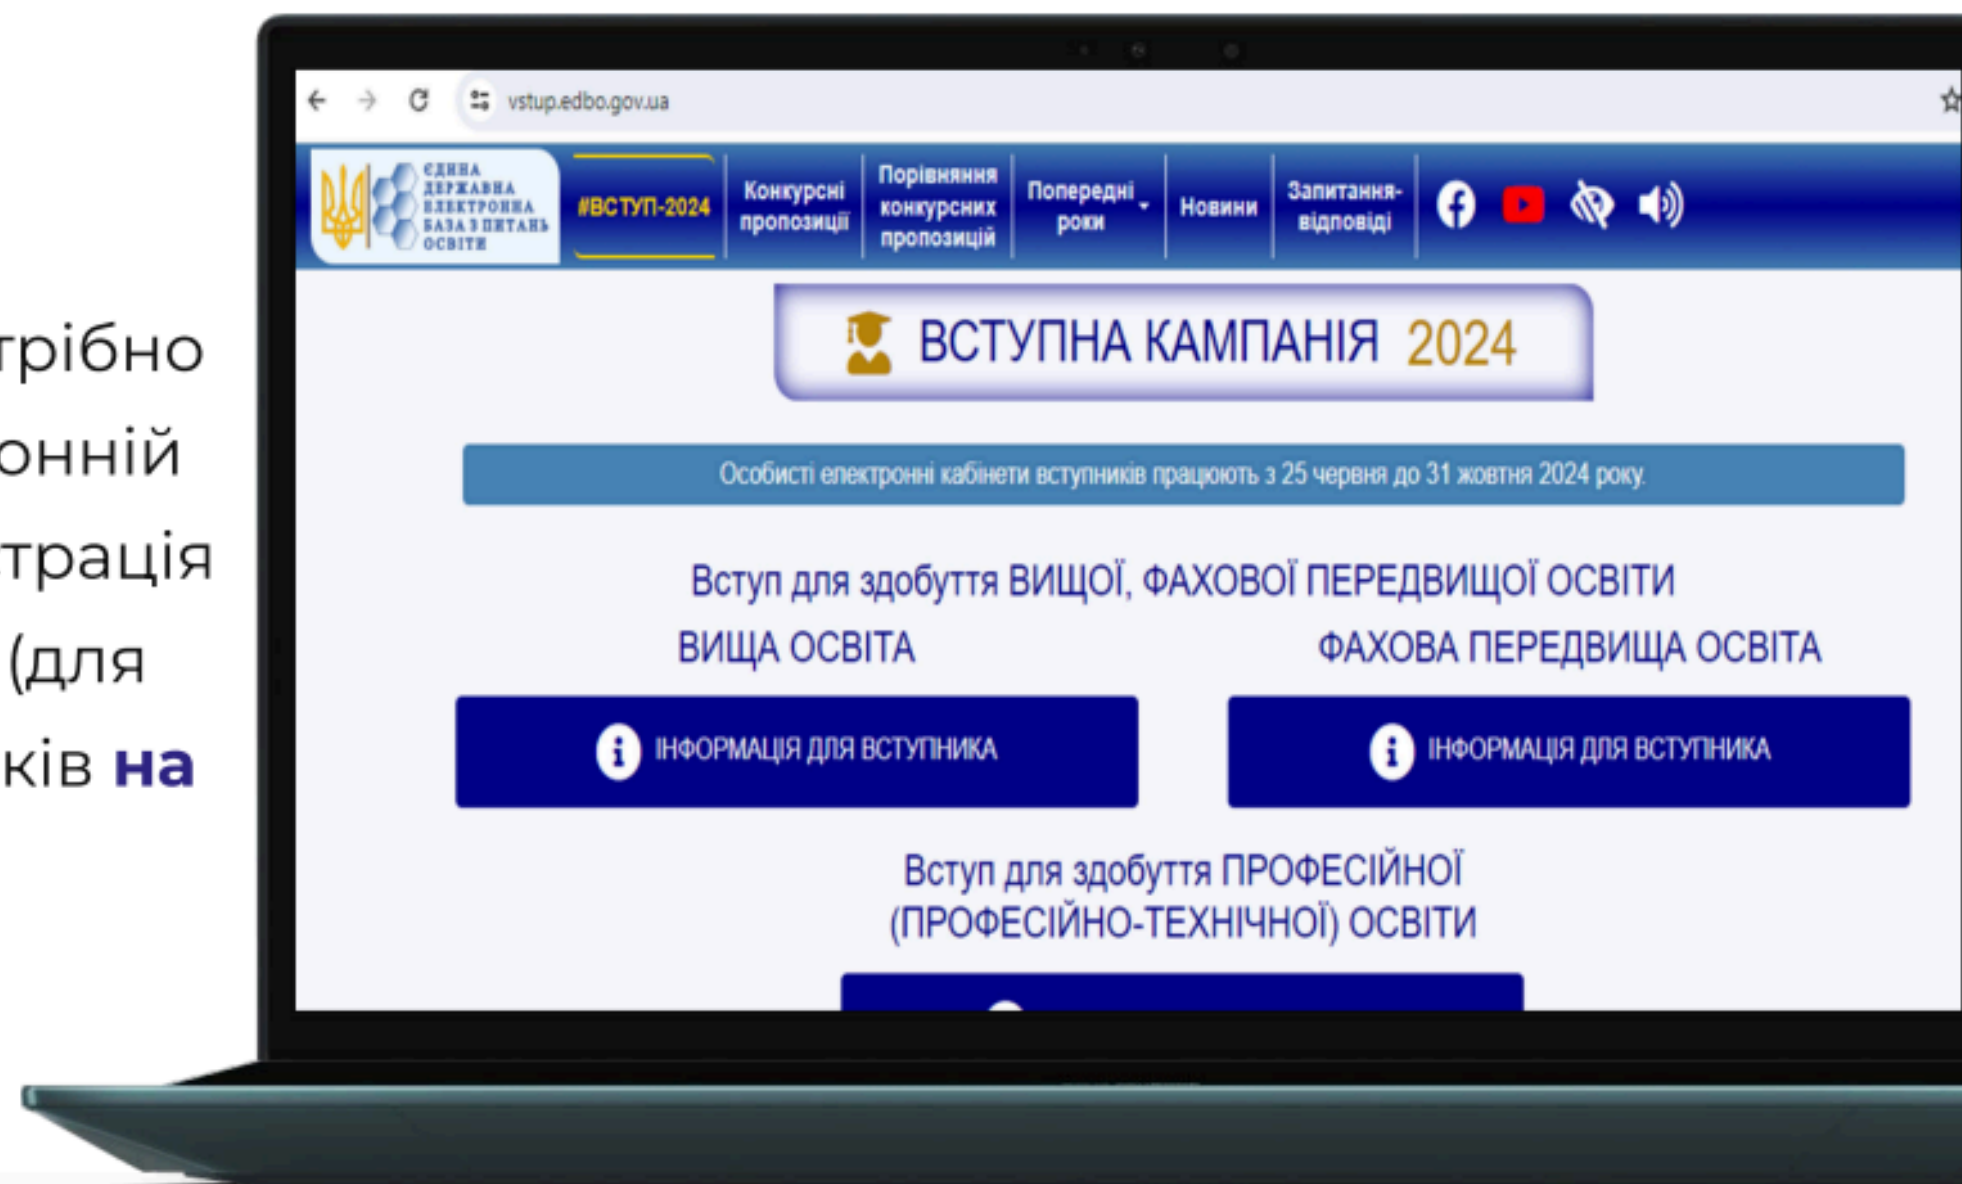 трібно
онній
трація
(для
ків на
vstup.edbo.gov.ua
ЄДИНА
ДЕРЖАВНА
ЕЛЕКТРОННА
БАЗА З ПИТАНЬ
ОСВІТИ
#ВСТУП-2024
Конкурсні
пропозиції
Порівняння
конкурсних
пропозицій
Попередні
роки
Новини
Запитання-
відповіді
ВСТУПНА КАМПАНІЯ 2024
Особисті електронні кабінети вступників працюють з 25 червня до 31 жовтня 2024 року.
Вступ для здобуття ВИЩОЇ, ФАХОВОЇ ПЕРЕДВИЩОЇ ОСВІТИ
ВИЩА ОСВІТА
ФАХОВА ПЕРЕДВИЩА ОСВІТА
ІНФОРМАЦІЯ ДЛЯ ВСТУПНИКА
ІНФОРМАЦІЯ ДЛЯ ВСТУПНИКА
Вступ для здобуття ПРОФЕСІЙНОЇ
(ПРОФЕСІЙНО-ТЕХНІЧНОЇ) ОСВІТИ